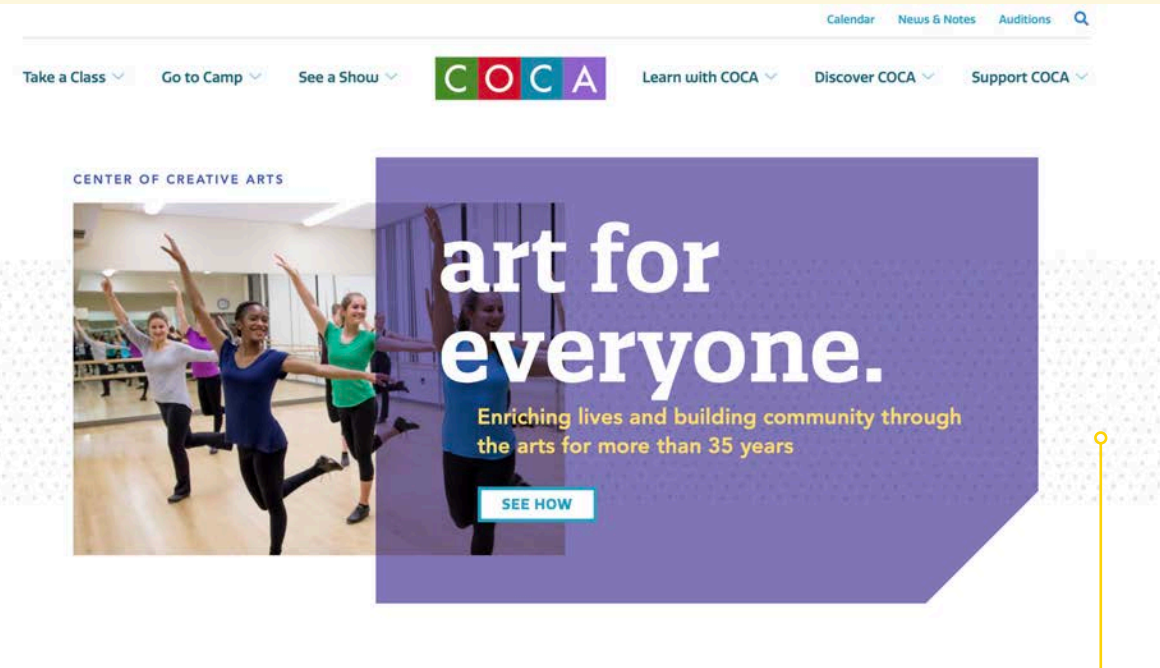 Calendar News & Notes Auditions
Take a Class Go to Camp See a Show COCA Learn with COCA Discover COCA Support COCA
CENTER OF CREATIVE ARTS
art for
everyone.
Enriching lives and building community through
the arts for more than 35 years
SEE HOW